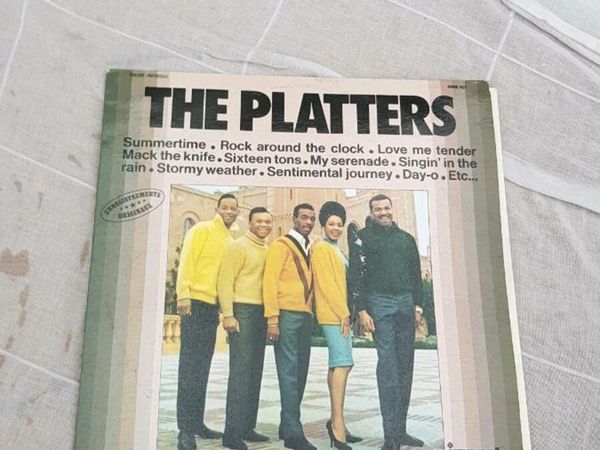 THE PLATTERS
Summertime • Rock around the clock • Love me tender
Mack the knife • Sixteen tons • My serenade • Singin' in the
rain • Stormy weather • Sentimental journey • Day-o • Etc...
ENREGISTREMENTS
ORIGINAUX